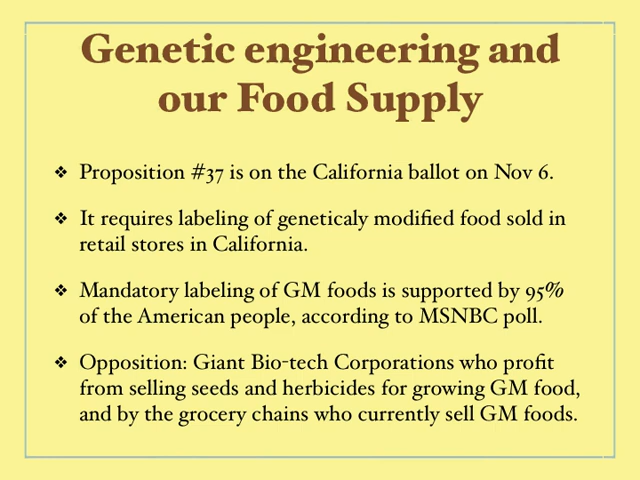 Genetic engineering and
our Food Supply
❖ Proposition #37 is on the California ballot on Nov 6.
❖ It requires labeling of geneticaly modified food sold in
retail stores in California.
❖ Mandatory labeling of GM foods is supported by 95%
of the American people, according to MSNBC poll.
❖ Opposition: Giant Bio-tech Corporations who profit
from selling seeds and herbicides for growing GM food,
and by the grocery chains who currently sell GM foods.